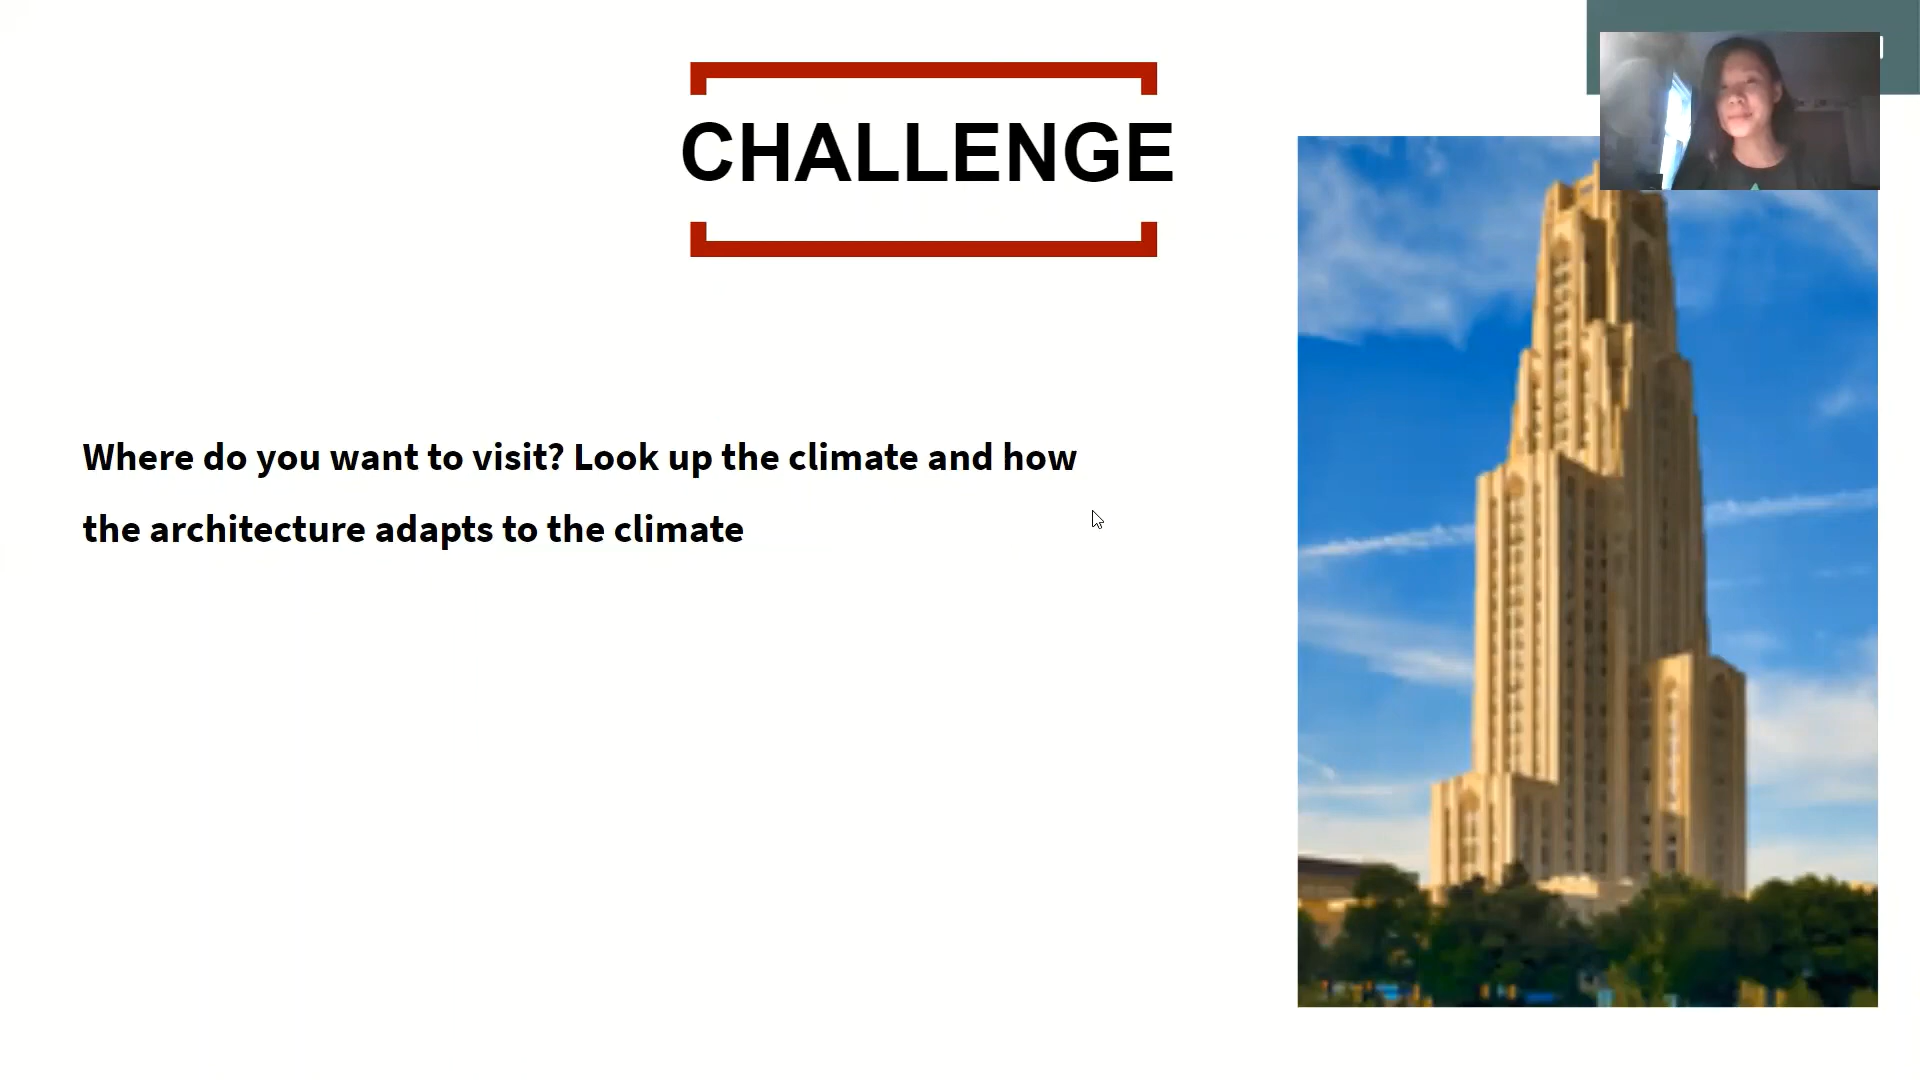 CHALLENGE
Where do you want to visit? Look up the climate and how
the architecture adapts to the climate